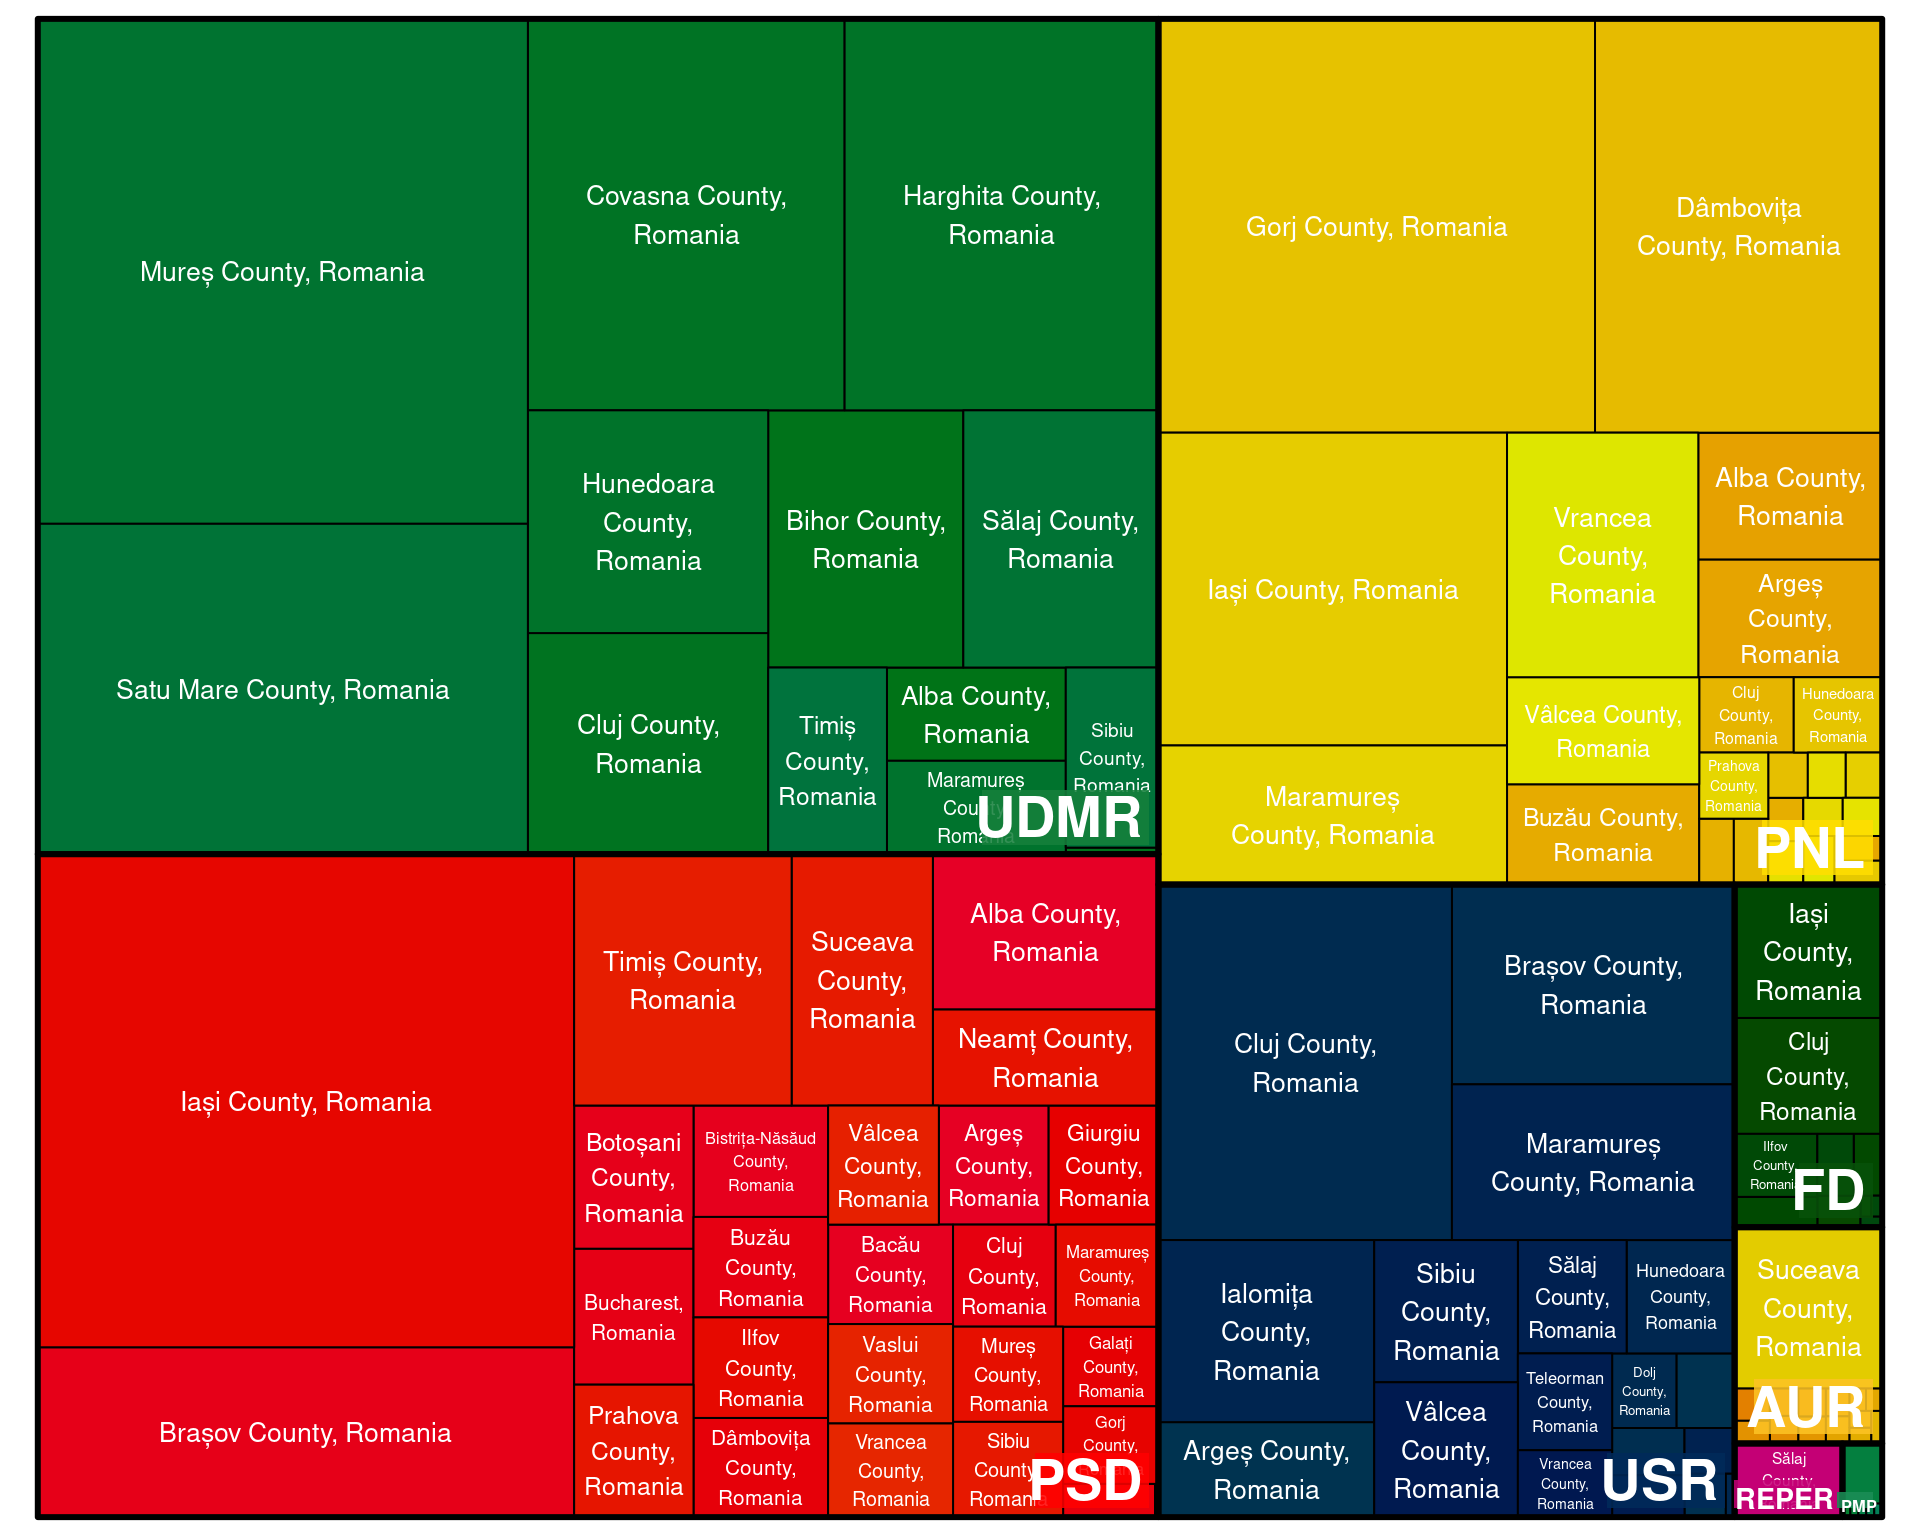 Mureș County, Romania
Covasna County,
Romania
Harghita County,
Romania
Satu Mare County, Romania
Hunedoara
County,
Romania
Bihor County,
Romania
Sălaj County,
Romania
Cluj County,
Romania
Timiș
County,
Romania
Alba County,
Romania
Maramureș
County,
Romania
Sibiu
County,
Romania
UDMR
Gorj County, Romania
Dâmbovița
County, Romania
Iași County, Romania
Maramureș
County, Romania
Vrancea
County,
Romania
Alba County,
Romania
Argeș
County,
Romania
Vâlcea County,
Romania
Buzău County,
Romania
Cluj
County,
Romania
Hunedoara
County,
Romania
Prahova
County,
Romania
PNL
Iași County, Romania
Brașov County, Romania
Timiș County,
Romania
Suceava
County,
Romania
Alba County,
Romania
Neamț County,
Romania
Botoșani
County,
Romania
Bucharest,
Romania
Prahova
County,
Romania
Bistrița-Năsăud
County,
Romania
Buzău
County,
Romania
Ilfov
County,
Romania
Dâmbovița
County,
Romania
Vâlcea
County,
Romania
Argeș
County,
Romania
Giurgiu
County,
Romania
Bacău
County,
Romania
Cluj
County,
Romania
Maramureș
County,
Romania
Vaslui
County,
Romania
Mureș
County,
Romania
Galați
County,
Romania
Vrancea
County,
Romania
Sibiu
County,
Romania
Gorj
County,
PSD
Cluj County,
Romania
Brașov County,
Romania
Maramureș
County, Romania
Ialomița
County,
Romania
Argeș County,
Romania
Sibiu
County,
Romania
Vâlcea
County,
Romania
Sălaj
County,
Romania
Hunedoara
County,
Romania
Teleorman
County,
Romania
Dolj
County,
Romania
Vrancea
County,
Romania
USR
Iași
County,
Romania
Cluj
County,
Romania
Ilfov
County,
Romania
FD
Suceava
County,
Romania
AUR
Sălaj
County,
REPER
PMP